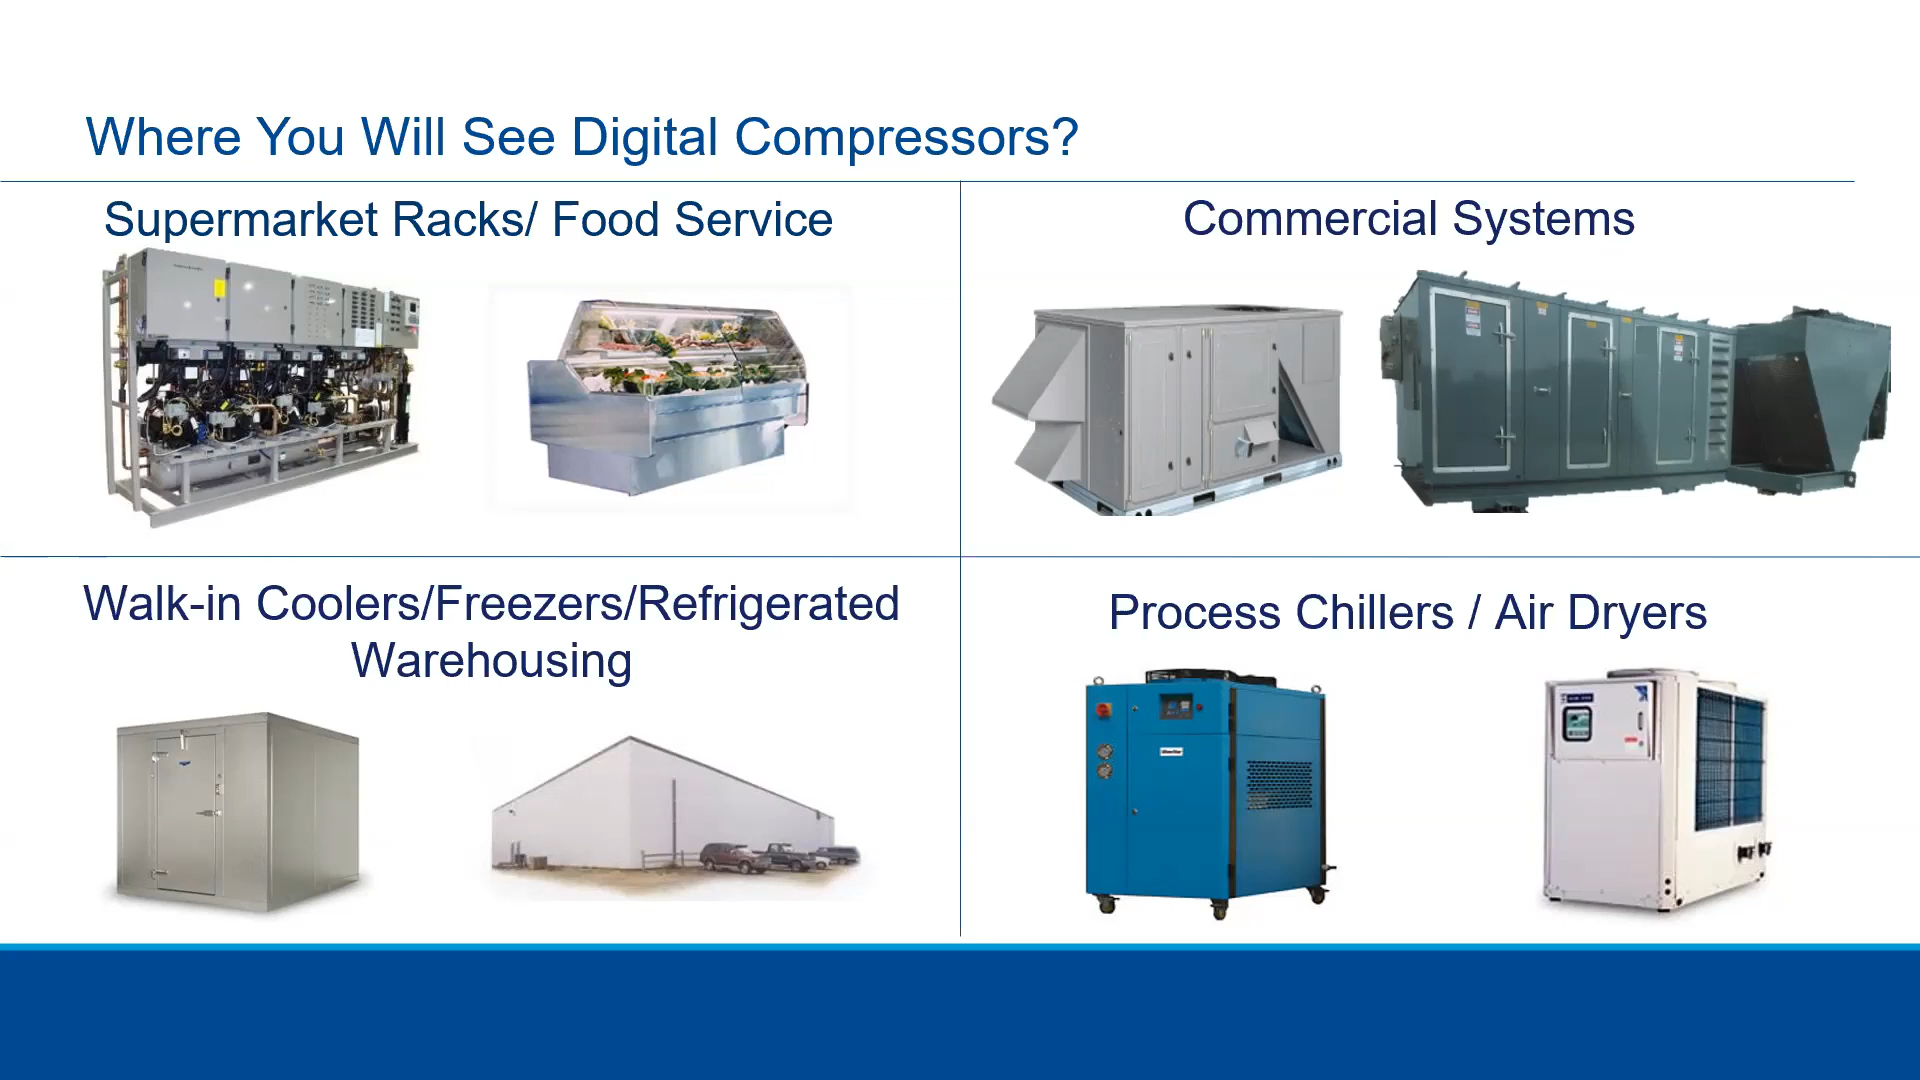 Where You Will See Digital Compressors?
Supermarket Racks/ Food Service
Commercial Systems
Walk-in Coolers/Freezers/Refrigerated
Warehousing
Process Chillers / Air Dryers